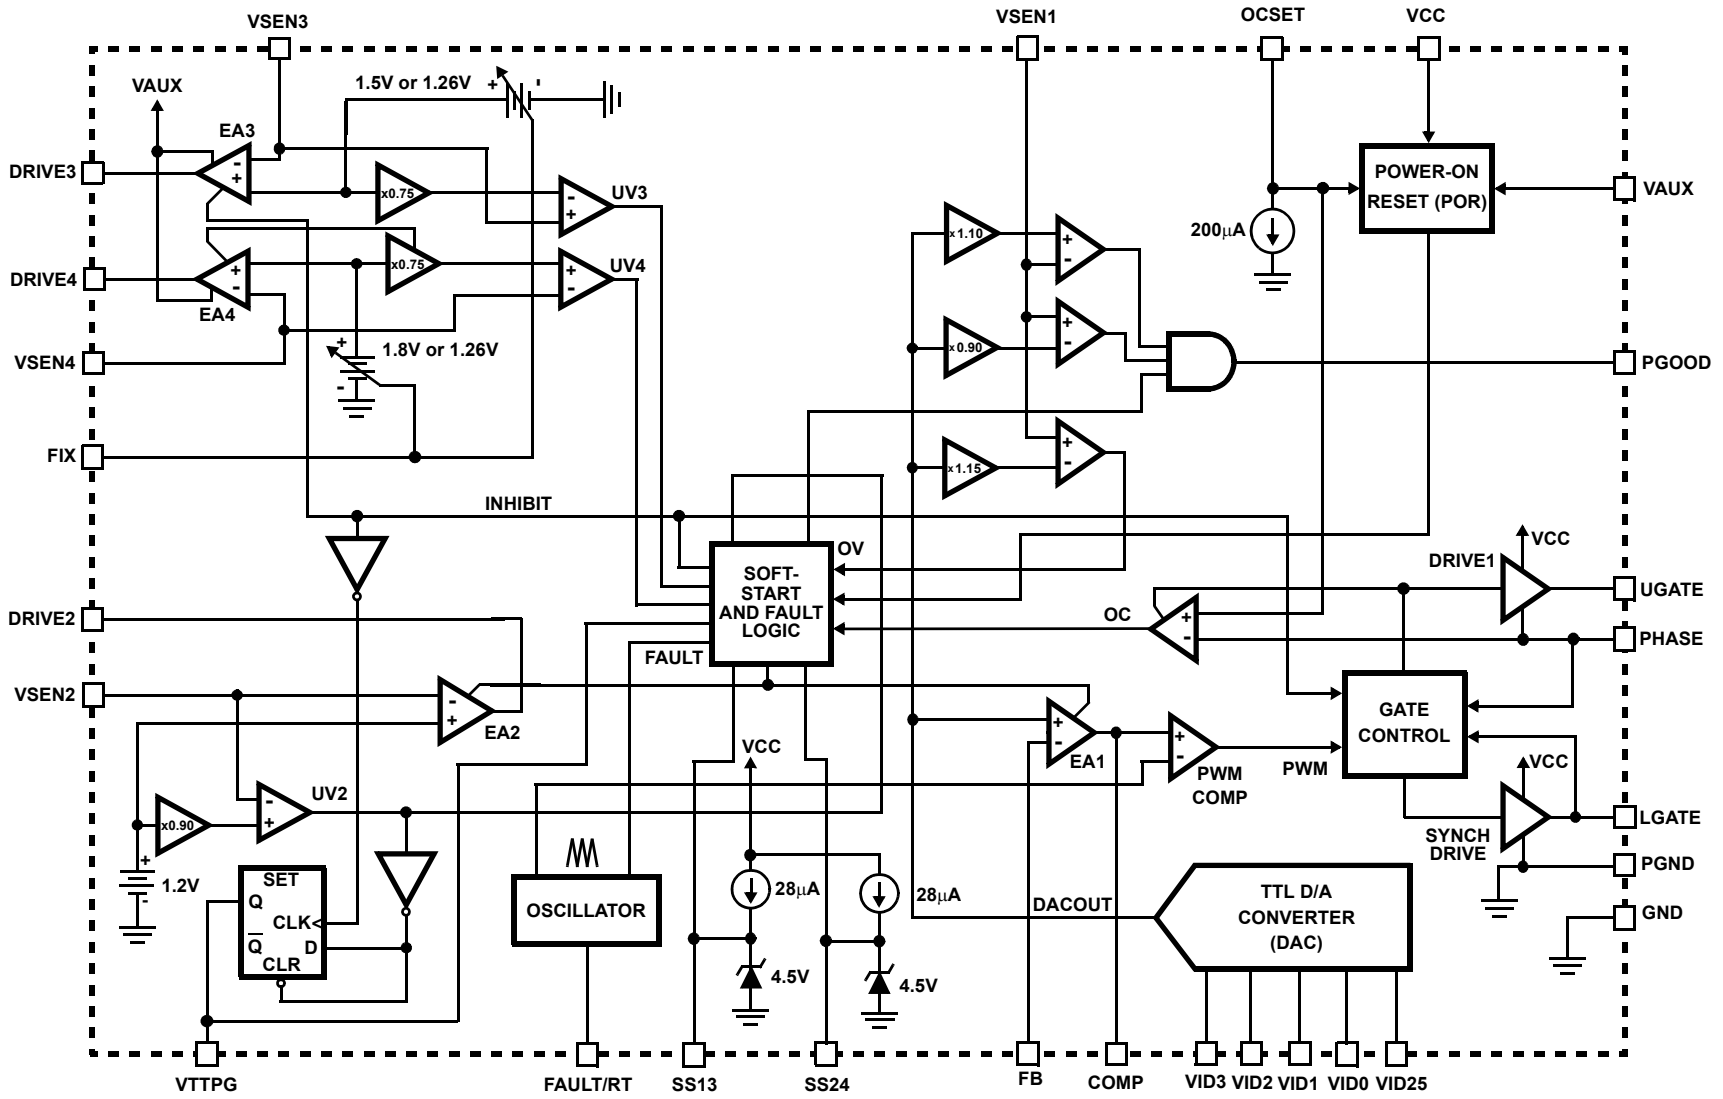 VSEN3
VSEN1
OCSET
VCC
1.5V or 1.26V
+
-
VAUX
EA3
-
+
DRIVE3
x0.75
-
+
UV3
POWER-ON
RESET (POR)
VAUX
200µA
x1.10
+
-
DRIVE4
+
-
EA4
x0.75
+
-
UV4
x0.90
+
-
VSEN4
+
-
1.8V or 1.26V
PGOOD
FIX
x1.15
+
-
INHIBIT
OV
SOFT-
START
AND FAULT
LOGIC
OC
+
-
DRIVE1
VCC
UGATE
DRIVE2
PHASE
FAULT
VSEN2
-
+
EA2
GATE
CONTROL
+
-
EA1
+
-
PWM
COMP
PWM
VCC
VCC
UV2
-
+
x0.90
LGATE
SYNCH
DRIVE
+
-
1.2V
SET
Q
CLK
Q
D
CLR
OSCILLATOR
28µA
28µA
DACOUT
TTL D/A
CONVERTER
(DAC)
PGND
GND
4.5V
4.5V
VTTPG
FAULT/RT
SS13
SS24
FB
COMP
VID3
VID2
VID1
VID0
VID25